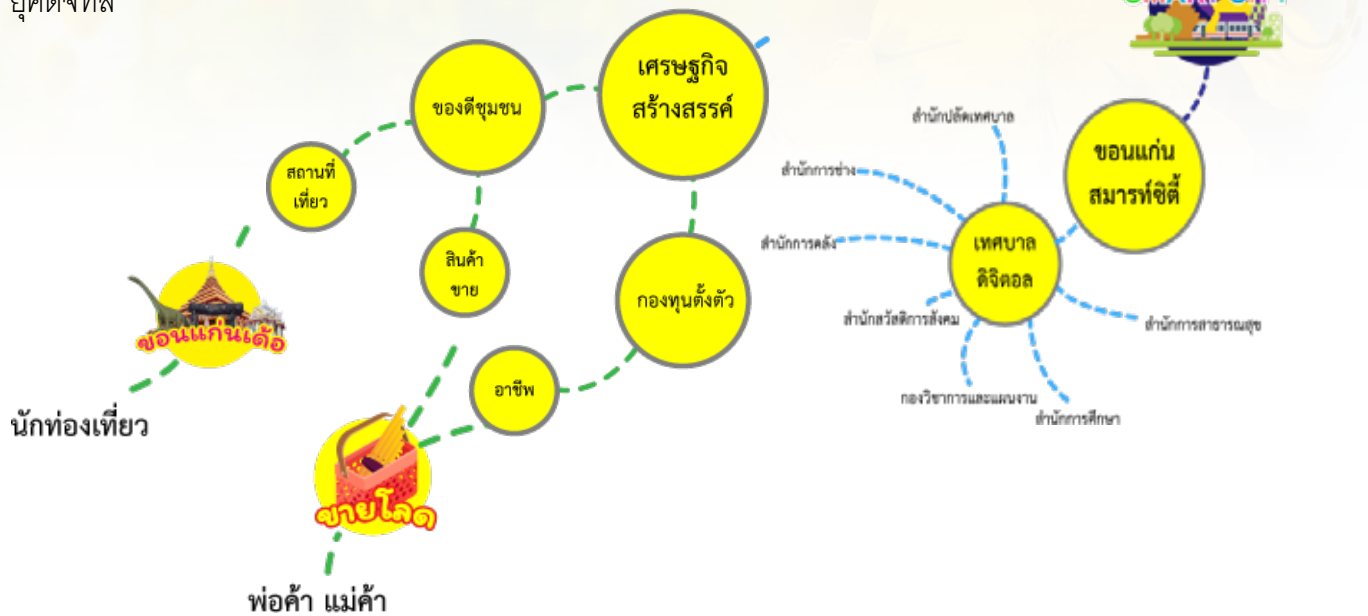 ยุคดิจิทัล
SMART CITY
เศรษฐกิจ
สร้างสรรค์
ของดีชุมชน
สถานที่
เที่ยว
สินค้า
ขาย
กองทุนตั้งตัว
อาชีพ
ขอนแก่นเด้อ
นักท่องเที่ยว
ขายโลด
พ่อค้า แม่ค้า
ขอนแก่น
สมารท์ซิตี้
สำนักปลัดเทศบาล
สำนักการช่าง
สำนักการคลัง
เทศบาล
ดิจิตอล
สำนักสวัสดิการสังคม
สำนักการสาธารณสุข
กองวิชาการและแผนงาน
สำนักการศึกษา